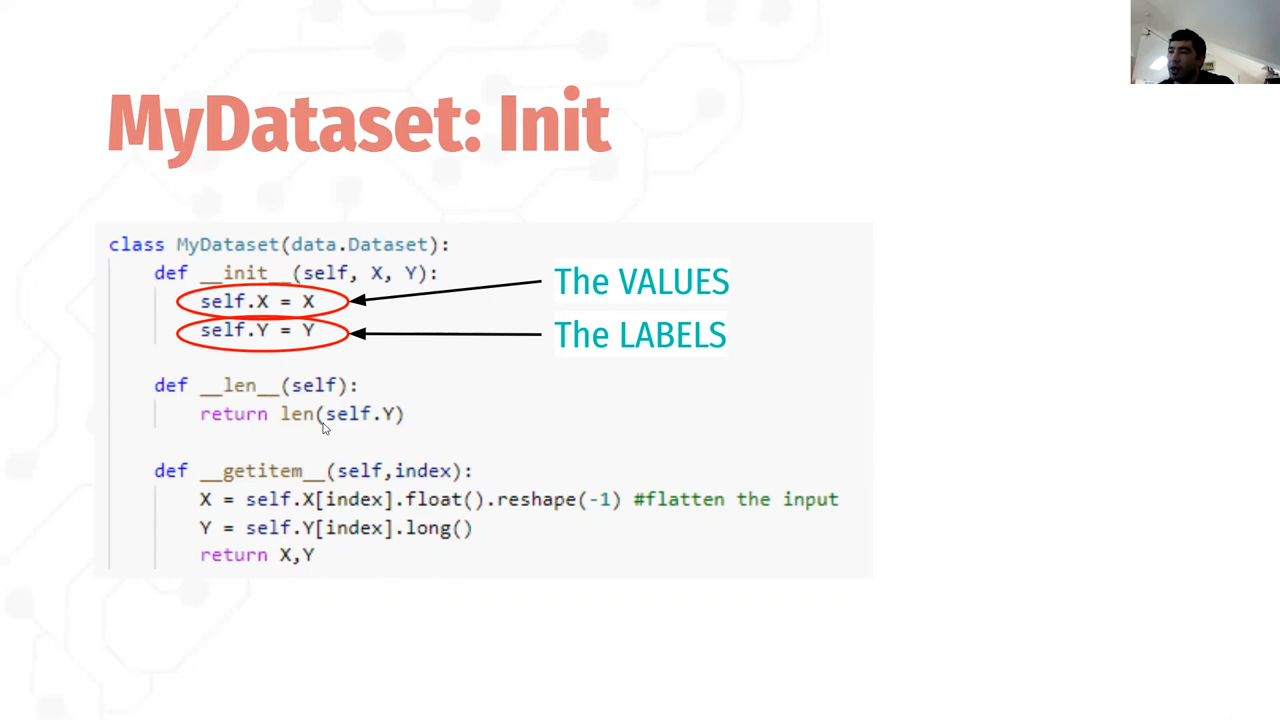 MyDataset: Init
class MyDataset(data.Dataset):
def __init__(self, X, Y):
self.X = X
self.Y = Y
The VALUES
The LABELS
def __len__(self):
return len(self.Y)
def __getitem__(self,index):
X = self.X[index].float().reshape(-1) #flatten the input
Y = self.Y[index].long()
return X,Y